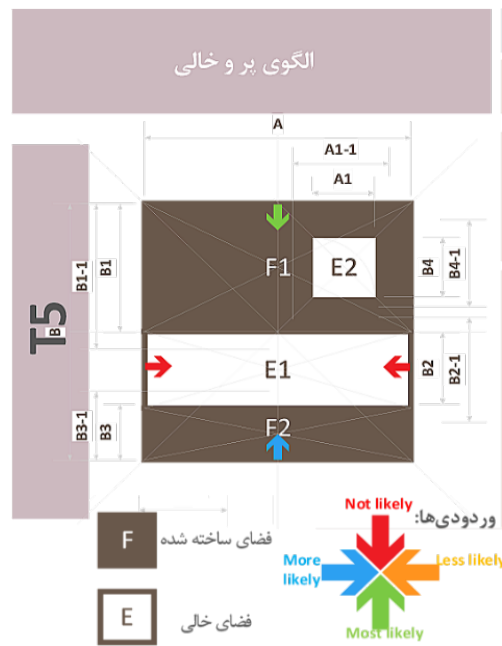 الگوی پر و خالی
A
A1-1
A1
T5
B
B1-1
B1
F1
E2
B4
B4-1
E1
B2
B2-1
B3-1
B3
F2
وردودی‌ها:
Not likely
More likely
Less likely
Most likely
F
فضای ساخته شده
E
فضای خالی